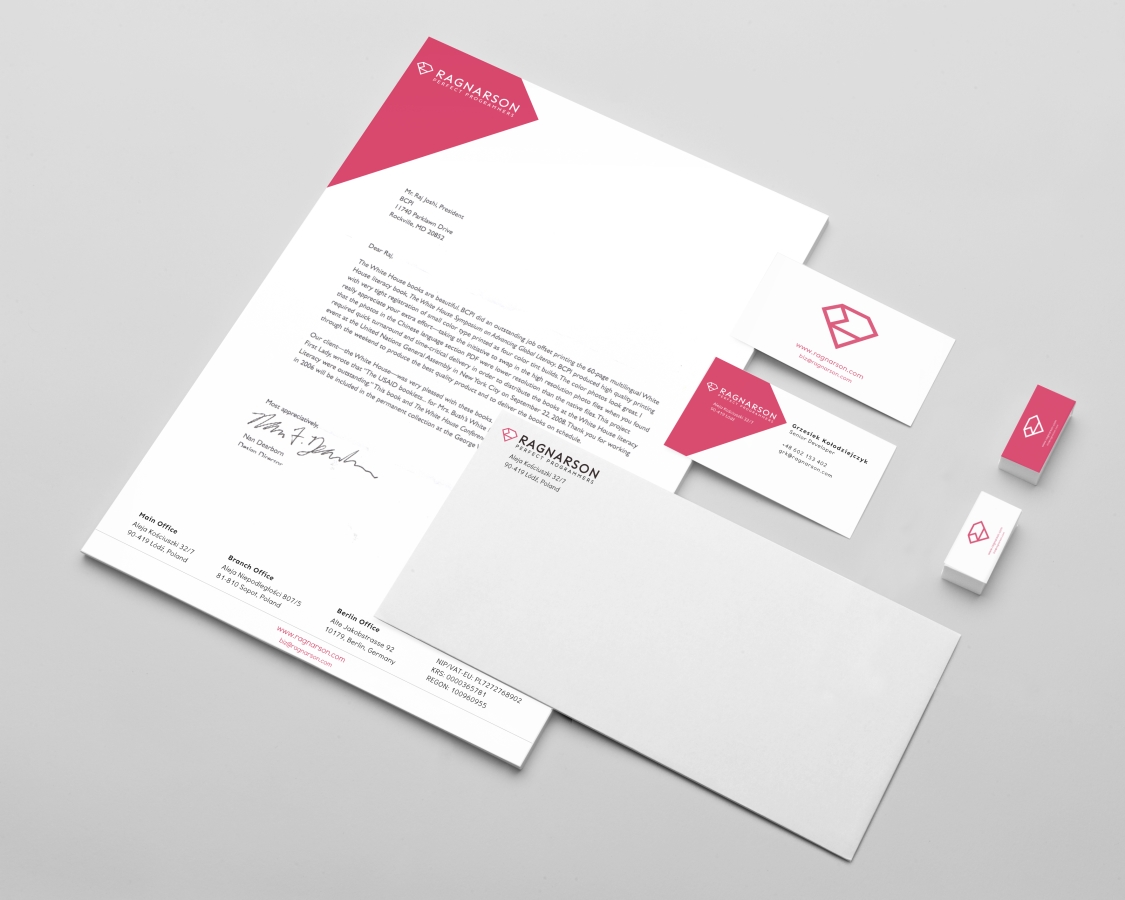 RAGNARSON
PERFECT PROGRAMMERS
Mr. Raj Joshi, President
BCPI
11740 Parklawn Drive
Rockville, MD 20852
Dear Raj,
The White House books are beautiful. BCPI did an outstanding job offset printing the 60-page multilingual White
House literacy book, The White House Symposium on Advancing Global Literacy. BCPI produced high quality printing
with very tight registration of small color type printed as four color tint builds. The color photos look great. I
really appreciate your extra effort—taking the initiative to swap in the high resolution photo files when you found
that the photos in the Chinese language section PDF were lower resolution than the native files. This project
required quick turnaround and time-critical delivery in order to distribute the books at the White House literacy
event at the United Nations General Assembly in New York City on September 22, 2008. Thank you for working
through the weekend to produce the best quality product and to deliver the books on schedule.
Our client—the White House—was very pleased with these books.
First Lady, wrote that "The USAID booklets... for Mrs. Bush's White
Literacy were outstanding." This book and The White House Conferen
in 2006 will be included in the permanent collection at the George
Most appreciatively,
Nan Dearborn
Design Director
Main Office
Aleja Kościuszki 32/7
90-419 Łódź, Poland
Branch Office
Aleja Niepodległości 807/5
81-810 Sopot, Poland
Berlin Office
Alte Jakobstrasse 92
10179, Berlin, Germany
NIP/VAT-EU: PL7272768902
KRS: 0000365781
REGON: 100960955
www.ragnarson.com
biz@ragnarson.com
RAGNARSON
PERFECT PROGRAMMERS
Aleja Kościuszki 32/7
90-419 Łódź, Poland
www.ragnarson.com
biz@ragnarson.com
RAGNARSON
PERFECT PROGRAMMERS
Aleja Kościuszki 32/7
90-419 Łódź
Grzesiek Kołodziejczyk
Senior Developer
+48 602 153 402
grk@ragnarson.com